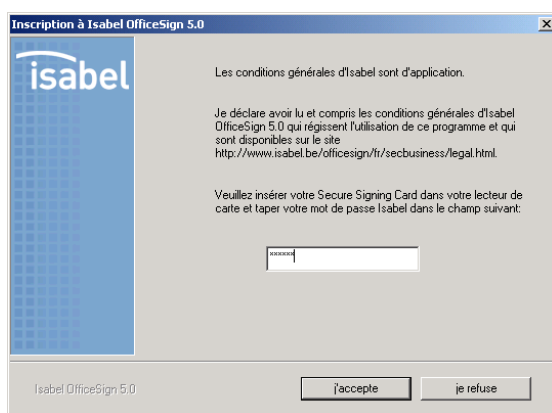 Inscription à Isabel OfficeSign 5.0
isabel
Les conditions générales d'Isabel sont d'application.
Je déclare avoir lu et compris les conditions générales d'Isabel
OfficeSign 5.0 qui régissent l'utilisation de ce programme et qui
sont disponibles sur le site
http://www.isabel.be/officesign/fr/secbusiness/legal.html.
Veuillez insérer votre Secure Signing Card dans votre lecteur de
carte et taper votre mot de passe Isabel dans le champ suivant:
xxxxxx
Isabel OfficeSign 5.0
j'accepte
je refuse